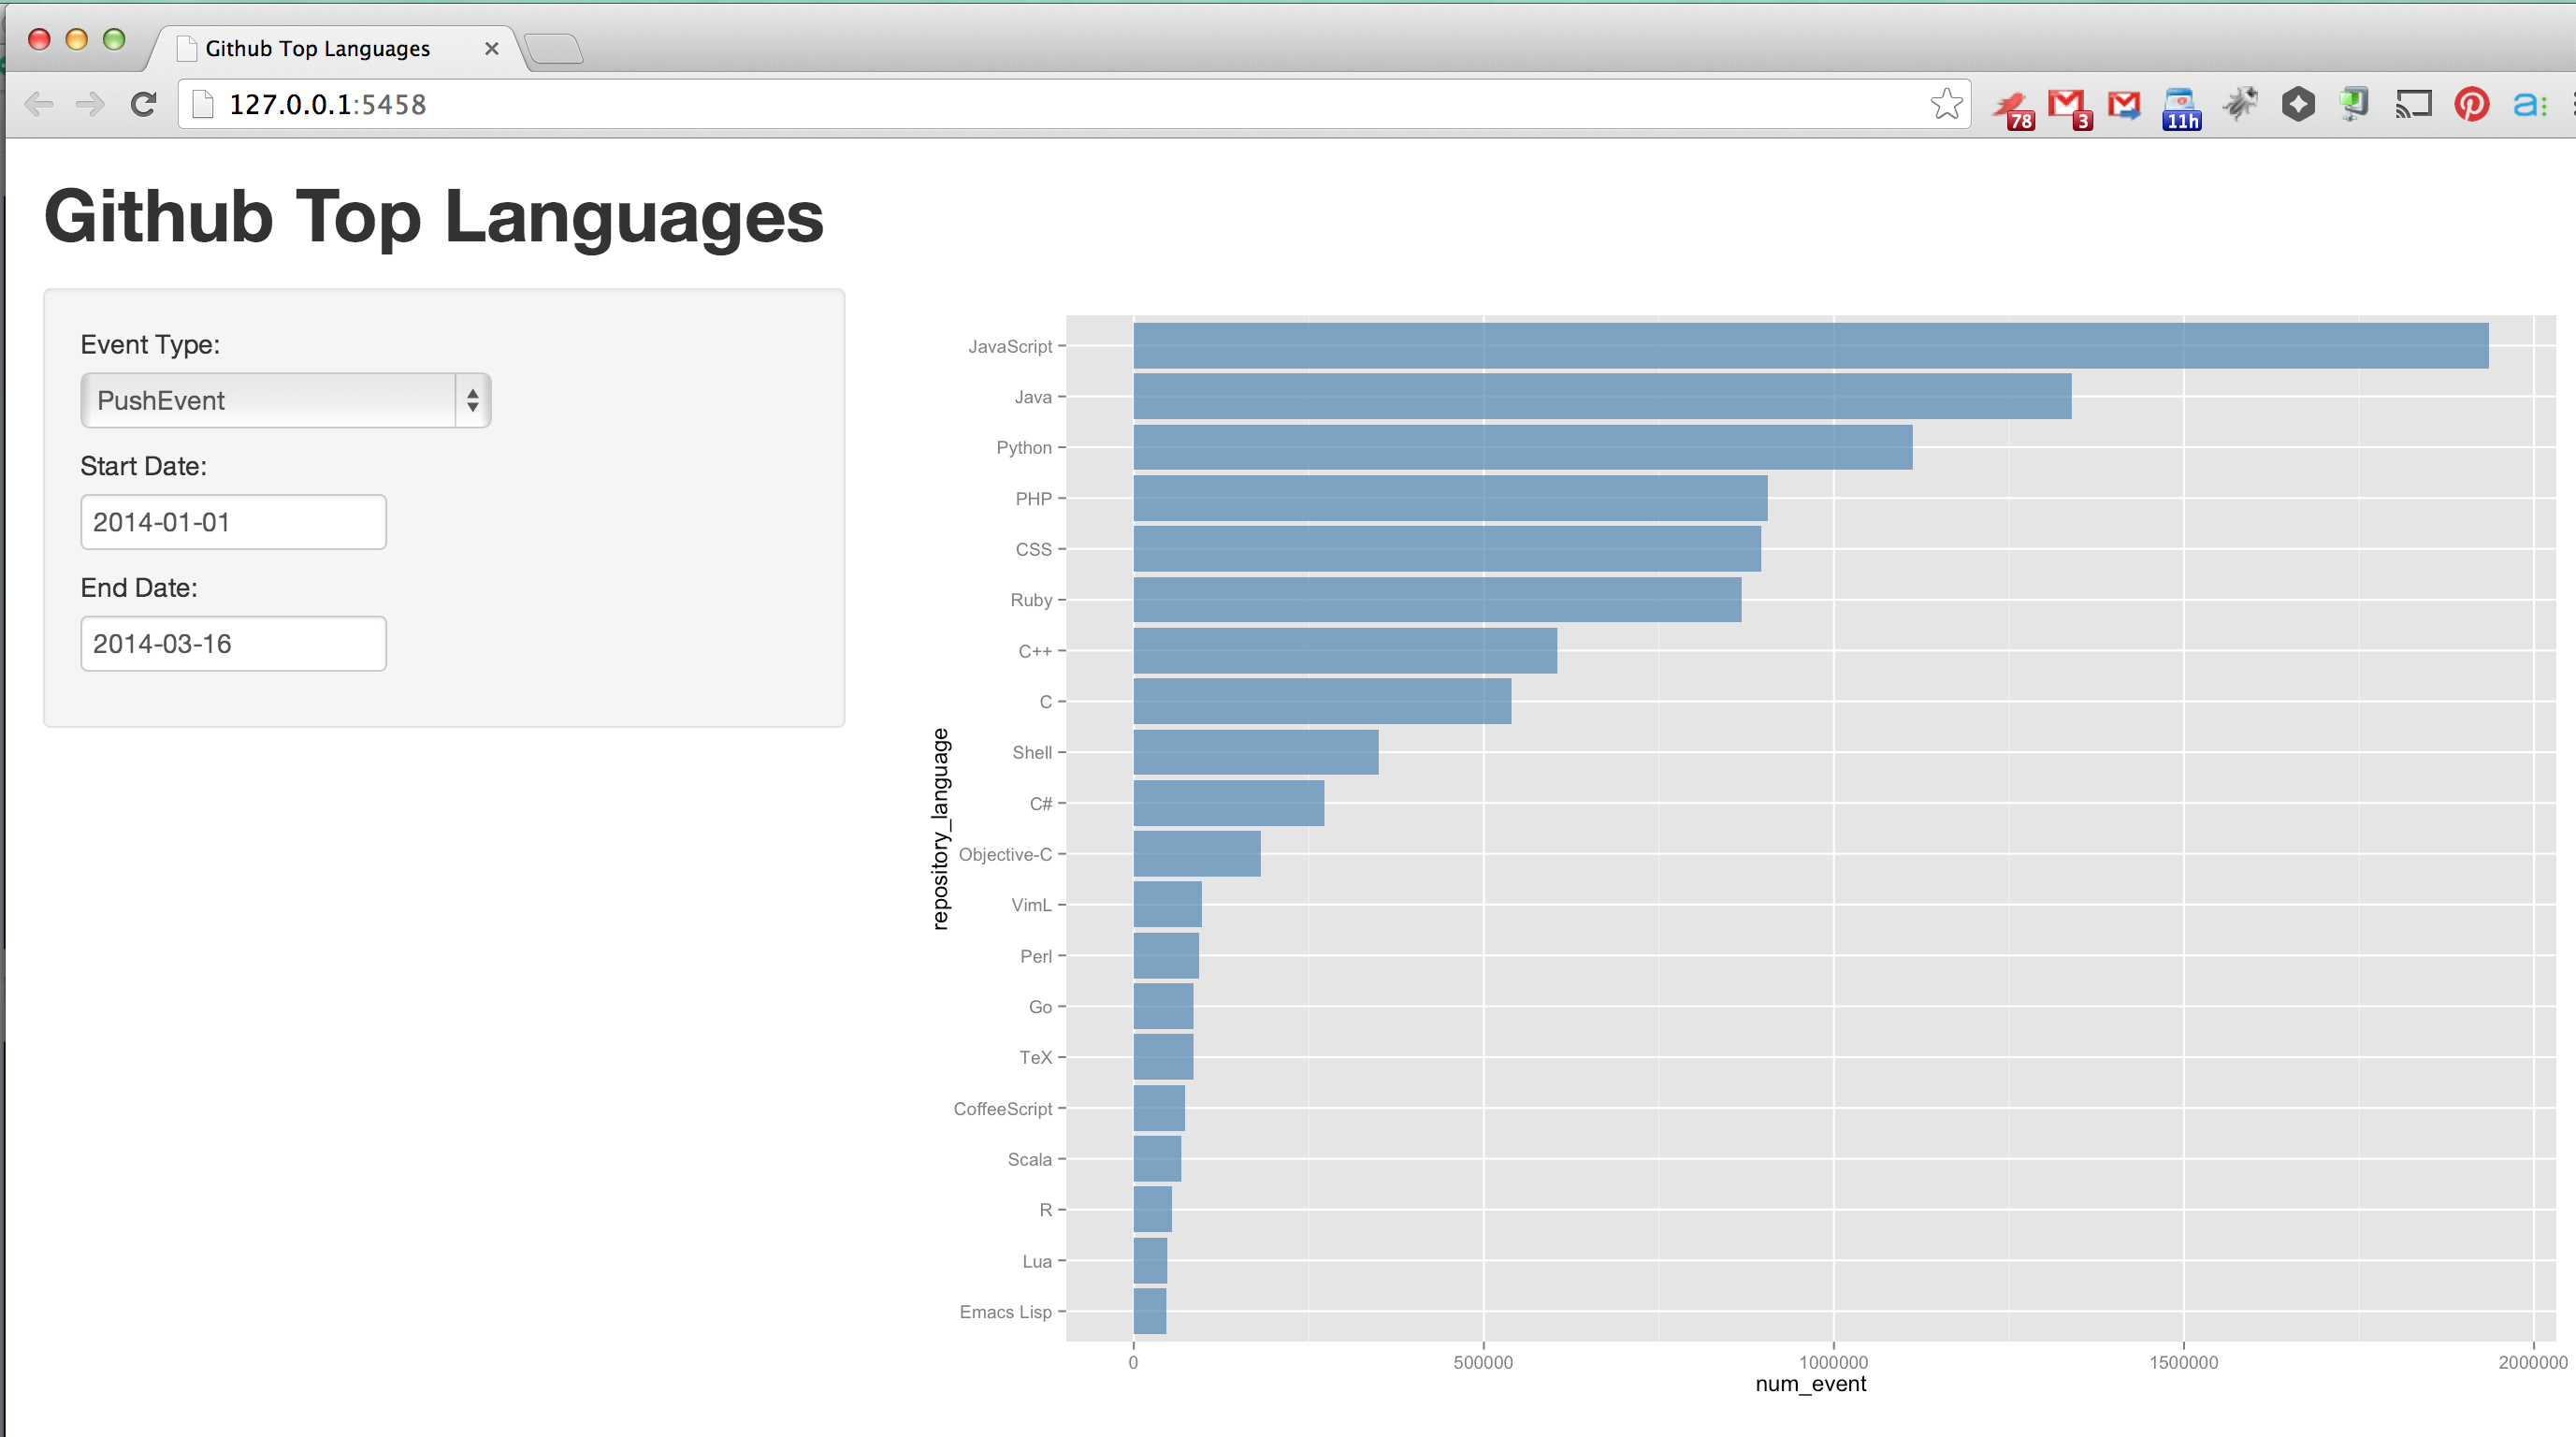 Github Top Languages
127.0.0.1:5458
78
3
11h
a:
Github Top Languages
Event Type:
PushEvent
Start Date:
2014-01-01
End Date:
2014-03-16
repository_language
JavaScript
Java
Python
PHP
CSS
Ruby
C++
C
Shell
C#
Objective-C
VimL
Perl
Go
TeX
CoffeeScript
Scala
R
Lua
Emacs Lisp
0 500000 1000000 1500000 2000000
num_event